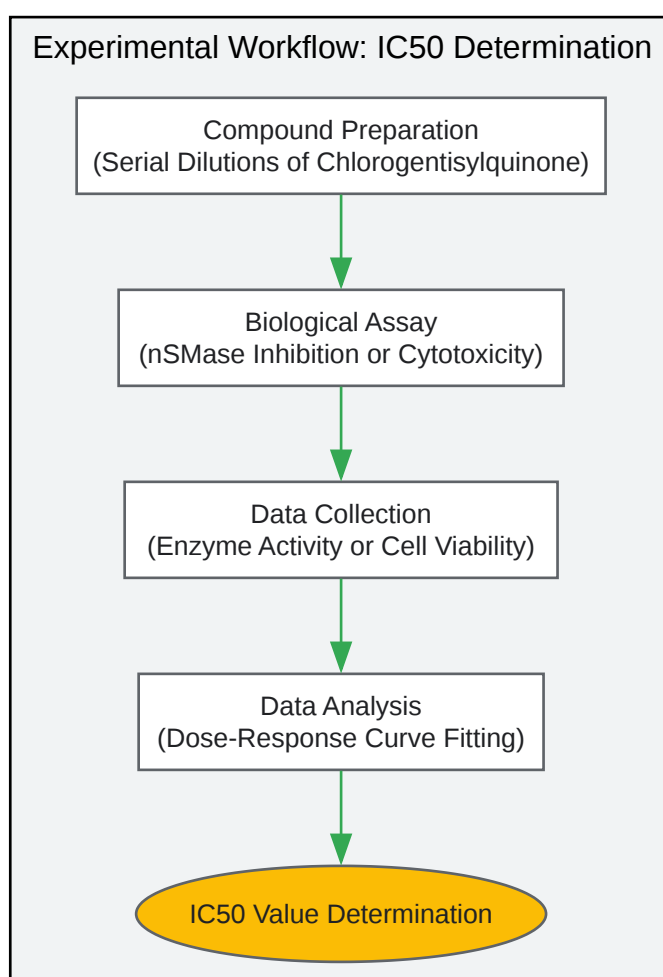 Experimental Workflow: IC50 Determination
Compound Preparation
(Serial Dilutions of Chlorogentisylquinone)
Biological Assay
(nSMase Inhibition or Cytotoxicity)
Data Collection
(Enzyme Activity or Cell Viability)
Data Analysis
(Dose-Response Curve Fitting)
IC50 Value Determination